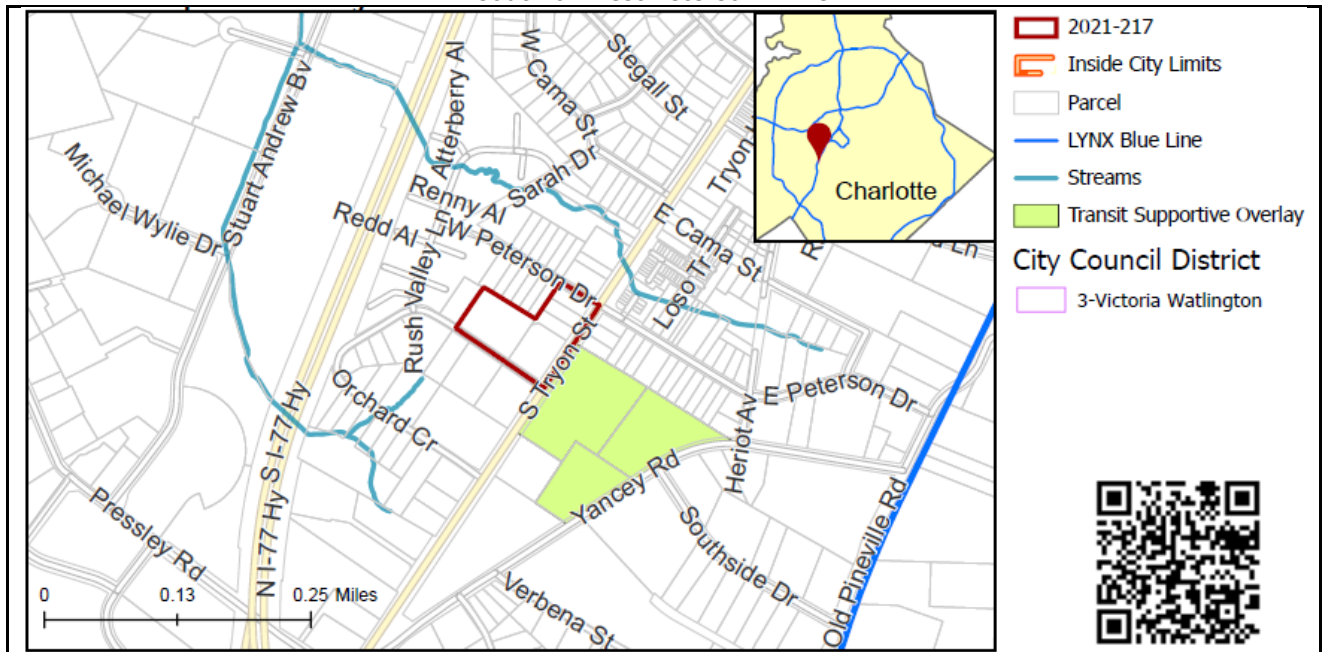 2021-217
Inside City Limits
Parcel
LYNX Blue Line
Streams
Transit Supportive Overlay
City Council District
3-Victoria Watlington
Charlotte
W Cama St
Stegall St
Stuart Andrew Bv
Atterberry Al
Michael Wylie Dr
Renny Al
Sarah Dr
Redd Al
W Peterson Dr
Rush Valley Ln
E Cama St
Loso Tr
Tryon
R
Ln
S Tryon St
Orchard Cr
E Peterson Dr
Heriot Av
Yancey Rd
Southside Dr
Old Pineville Rd
Pressley Rd
N I-77 Hy
S I-77 Hy
Verbena St
0
0.13
0.25 Miles